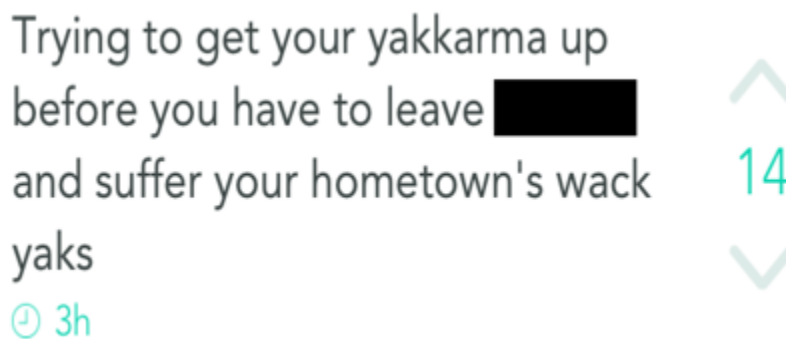 Trying to get your yakkarma up
before you have to leave
and suffer your hometown's wack
yaks
3h
14